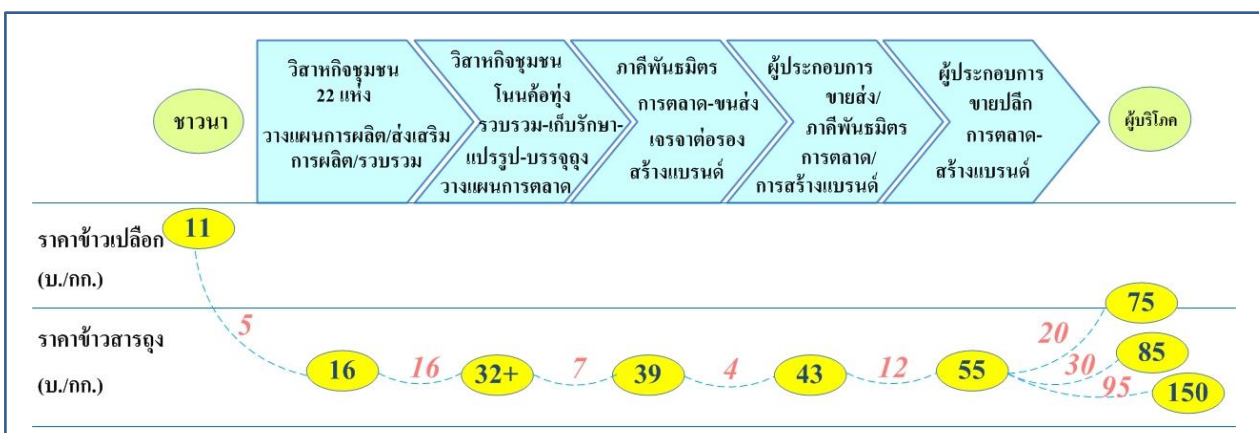 ชาวนา
วิสาหกิจชุมชน
22 แห่ง
วางแผนการผลิต/ส่งเสริม
การผลิต/รวบรวม
วิสาหกิจชุมชน
โนนค้อทุ่ง
รวบรวม-เก็บรักษา-
แปรรูป-บรรจุถุง
วางแผนการตลาด
ภาคีพันธมิตร
การตลาด-ขนส่ง
เจรจาต่อรอง
สร้างแบรนด์
ผู้ประกอบการ
ขายส่ง/
ภาคีพันธมิตร
การตลาด/
การสร้างแบรนด์
ผู้ประกอบการ
ขายปลีก
การตลาด-
สร้างแบรนด์
ผู้บริโภค
ราคาข้าวเปลือก
(บ./กก.)
11
ราคาข้าวสารถุง
(บ./กก.)
5
16
16
32+
7
39
4
43
12
55
20
75
30
85
95
150